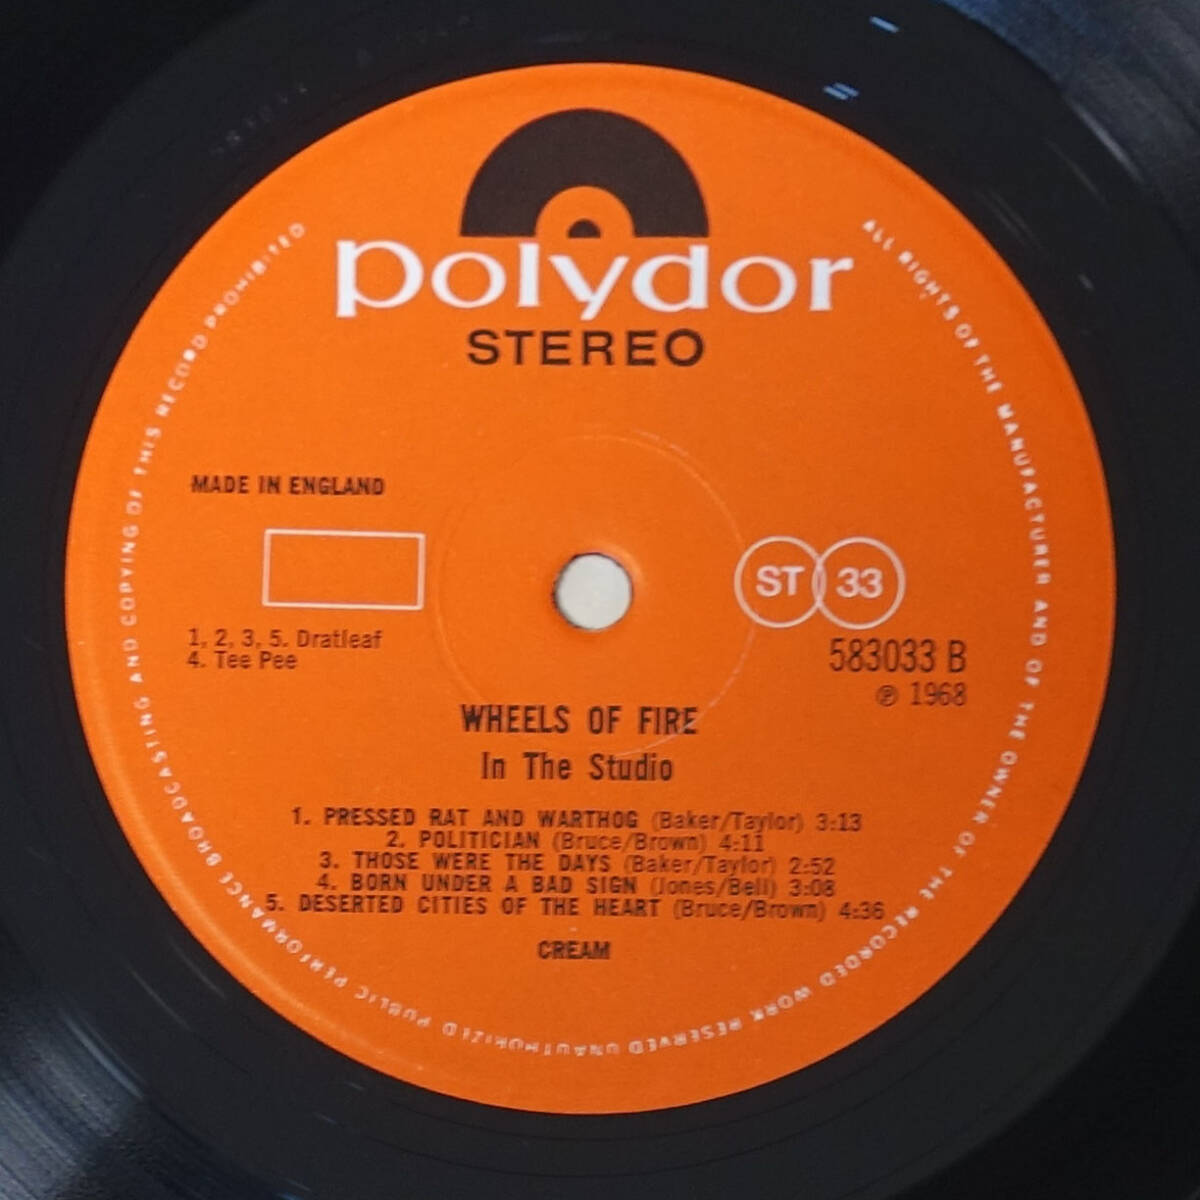 polydor
STEREO
MADE IN ENGLAND
ST 33
1, 2, 3, 5. Dratleaf
4. Tee Pee
583033 B
℗ 1968
WHEELS OF FIRE
In The Studio
1. PRESSED RAT AND WARTHOG (Baker/Taylor) 3:13
2. POLITICIAN (Bruce/Brown) 4:11
3. THOSE WERE THE DAYS (Baker/Taylor) 2:52
4. BORN UNDER A BAD SIGN (Jones/Bell) 3:08
5. DESERTED CITIES OF THE HEART (Bruce/Brown) 4:36
CREAM
ALL RIGHTS OF THE MANUFACTURER AND OF THE OWNER OF THE RECORDED WORK RESERVED UNAUTHORIZED PUBLIC PERFORMANCE BROADCASTING AND COPYING OF THIS RECORD PROHIBITED